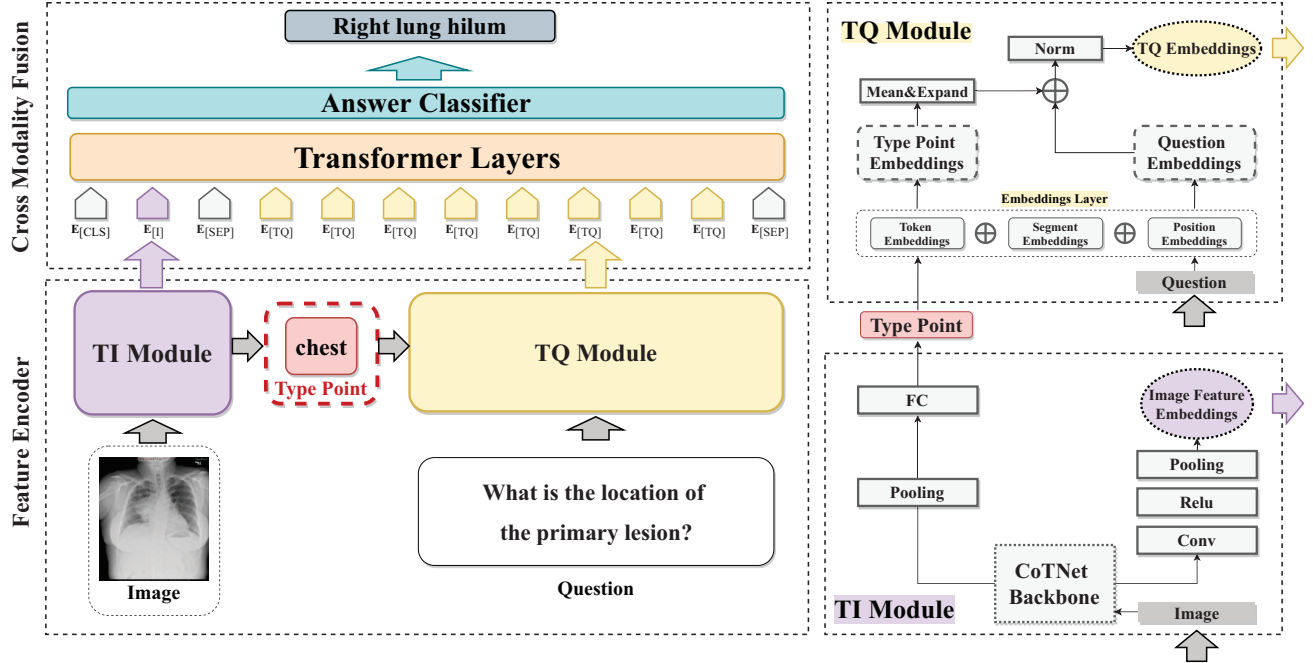 Cross Modality Fusion
Right lung hilum
Answer Classifier
Transformer Layers
E[CLS]
E[I]
E[SEP]
E[TQ]
E[TQ]
E[TQ]
E[TQ]
E[TQ]
E[TQ]
E[TQ]
E[TQ]
E[SEP]
Feature Encoder
TI Module
chest
Type Point
TQ Module
Image
What is the location of
the primary lesion?
Question
TQ Module
Norm
TQ Embeddings
Mean&Expand
Type Point
Embeddings
Question
Embeddings
Embeddings Layer
Token
Embeddings
Segment
Embeddings
Position
Embeddings
Question
Type Point
FC
Pooling
Image Feature
Embeddings
Pooling
Relu
Conv
CoTNet
Backbone
TI Module
Image